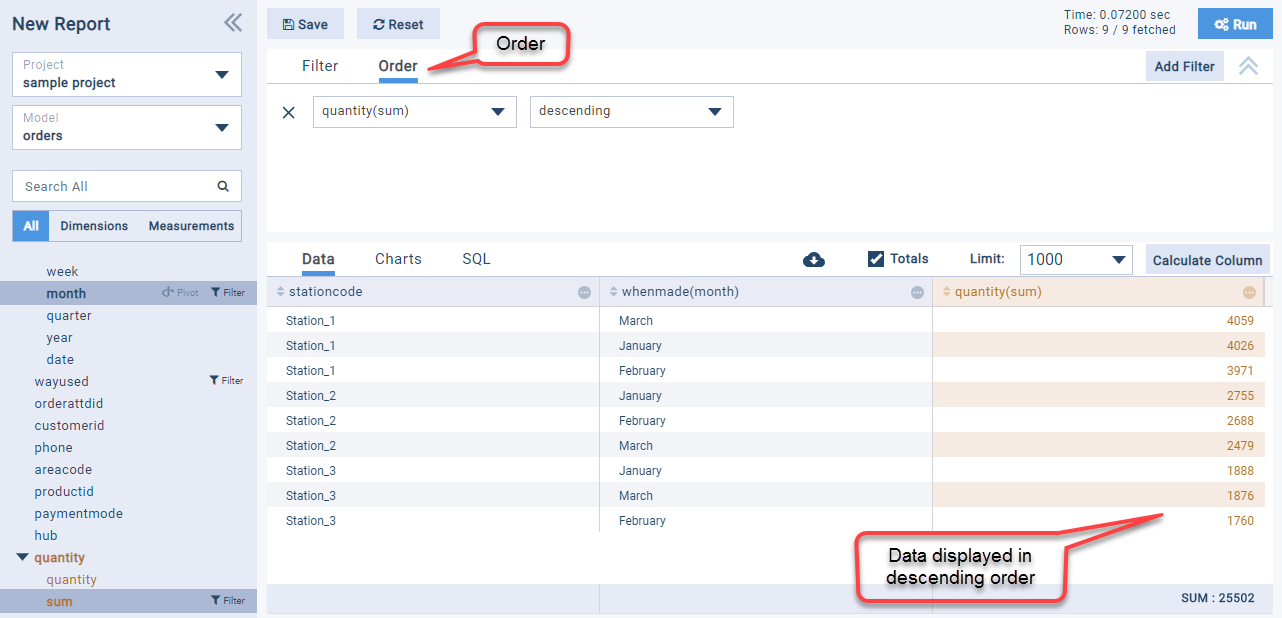 New Report
Project
sample project
Model
orders
Search All
All Dimensions Measurements
week
month Pivot Filter
quarter
year
date
wayused Filter
orderattdid
customerid
phone
areacode
productid
paymentmode
hub
quantity
quantity
sum Filter
Save Reset
Time: 0.07200 sec
Rows: 9 / 9 fetched
Run
Order
Filter Order Add Filter
quantity(sum) descending
Data Charts SQL Totals Limit: 1000 Calculate Column
stationcode whenmade(month) quantity(sum)
Station_1 March 4059
Station_1 January 4026
Station_1 February 3971
Station_2 January 2755
Station_2 February 2688
Station_2 March 2479
Station_3 January 1888
Station_3 March 1876
Station_3 February 1760
Data displayed in
descending order
SUM : 25502